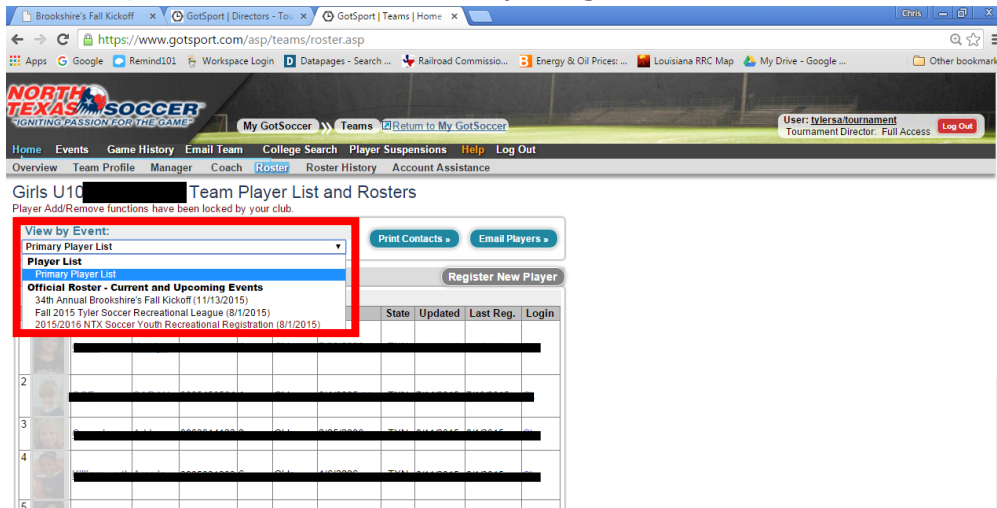 Brookshire's Fall Kickoff × GotSport | Directors - Tou × GotSport | Teams | Home × Chris
https://www.gotsport.com/asp/teams/roster.asp
Apps Google Remind101 Workspace Login Datapages - Search ... Railroad Commissio... Energy & Oil Prices: ... Louisiana RRC Map My Drive - Google ... Other bookmark
NORTH
TEXAS SOCCER
"IGNITING PASSION FOR THE GAME"
My GotSoccer Teams Return to My GotSoccer
User: tylersa/tournament
Tournament Director: Full Access Log Out
Home Events Game History Email Team College Search Player Suspensions Help Log Out
Overview Team Profile Manager Coach Roster Roster History Account Assistance
Girls U10 Team Player List and Rosters
Player Add/Remove functions have been locked by your club.
View by Event:
Primary Player List
Print Contacts » Email Players »
Player List
Primary Player List
Register New Player
Official Roster - Current and Upcoming Events
34th Annual Brookshire's Fall Kickoff (11/13/2015)
Fall 2015 Tyler Soccer Recreational League (8/1/2015)
2015/2016 NTX Soccer Youth Recreational Registration (8/1/2015)
State Updated Last Reg. Login
2
3
4
5